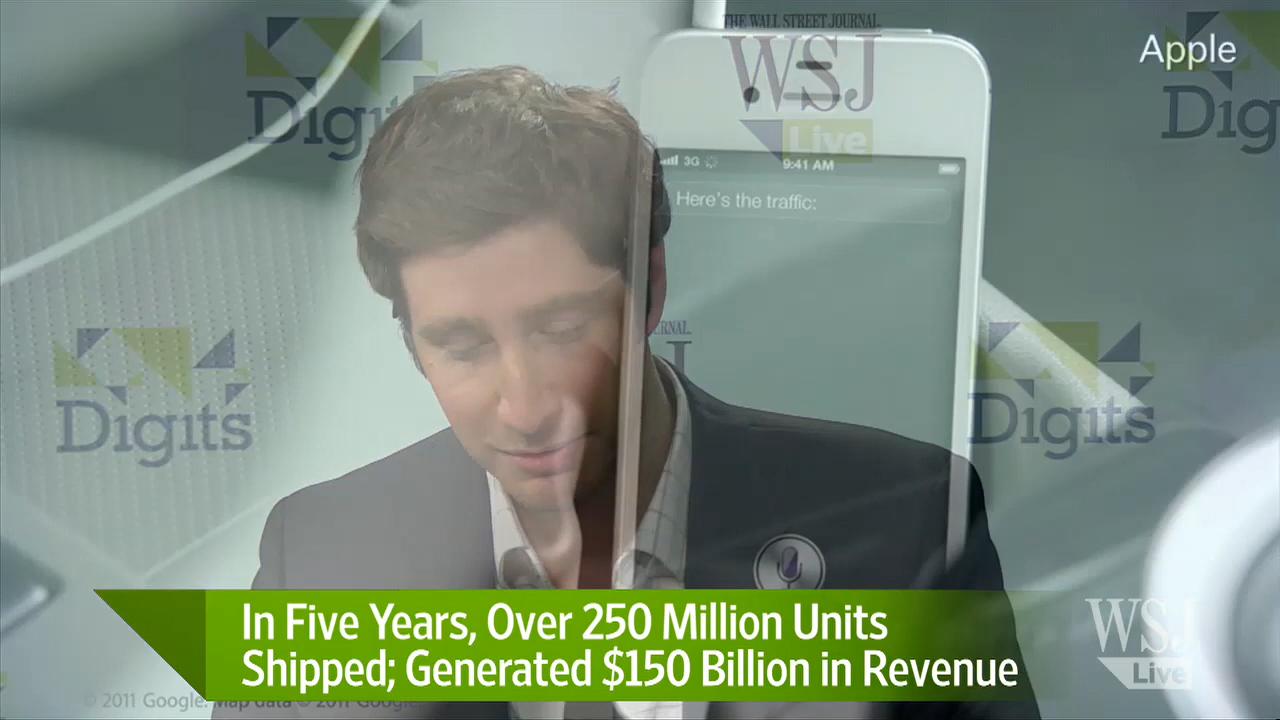 THE WALL STREET JOURNAL.
WSJ
Live
Apple
Digits
Digits
3G
9:41 AM
Here's the traffic:
Digits
Digits
In Five Years, Over 250 Million Units
Shipped; Generated $150 Billion in Revenue
WSJ
Live
© 2011 Google. Map data © 2011 Google.